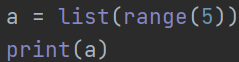 a = list(range(5))
print(a)